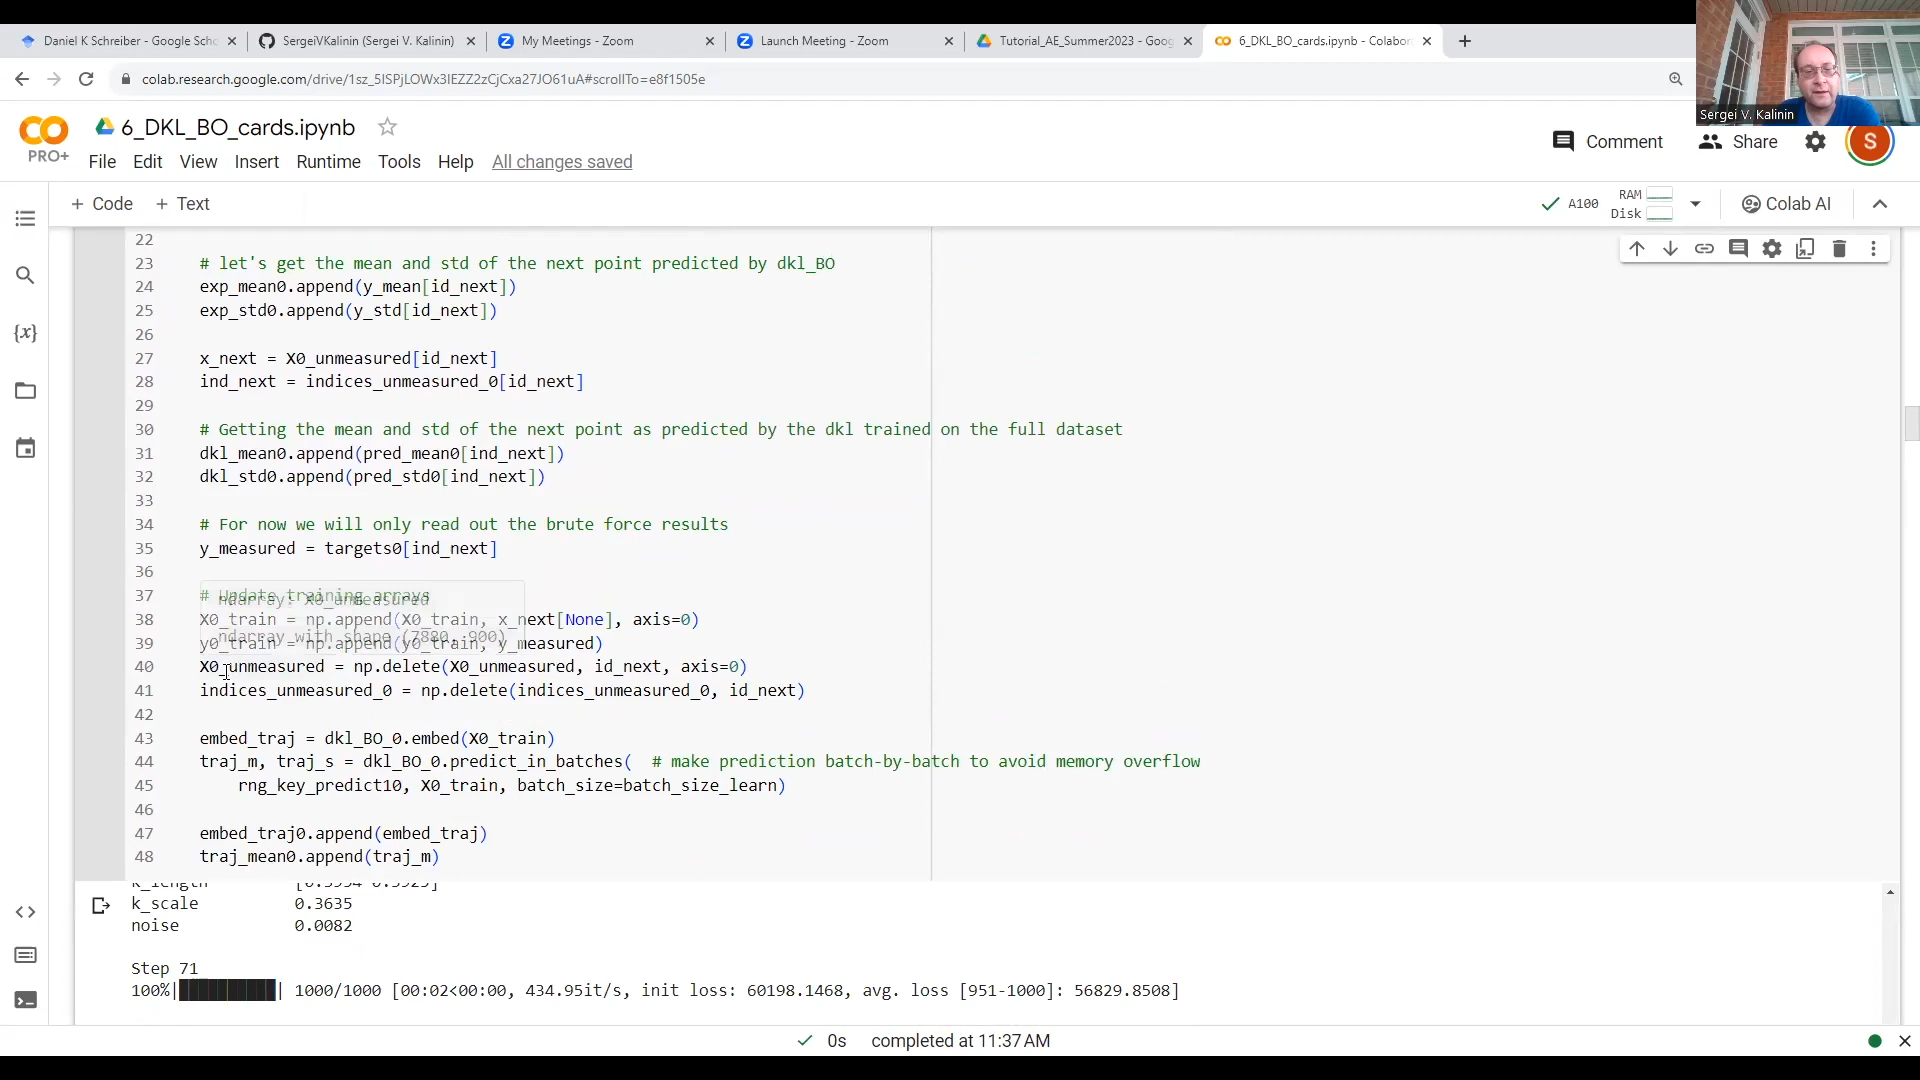 Daniel K Schreiber - Google Scho
SergeiVKalinin (Sergei V. Kalinin)
My Meetings - Zoom
Launch Meeting - Zoom
Tutorial_AE_Summer2023 - Goog
6_DKL_BO_cards.ipynb - Colabor
colab.research.google.com/drive/1sz_5ISPjLOWx3IEZZ2zCjCxa27JO61uA#scrollTo=e8f1505e
Sergei V. Kalinin
PRO+
6_DKL_BO_cards.ipynb
File Edit View Insert Runtime Tools Help All changes saved
Comment Share S
+ Code + Text
A100 RAM Disk Colab AI
22
23 # let's get the mean and std of the next point predicted by dkl_BO
24 exp_mean0.append(y_mean[id_next])
25 exp_std0.append(y_std[id_next])
26
27 x_next = X0_unmeasured[id_next]
28 ind_next = indices_unmeasured_0[id_next]
29
30 # Getting the mean and std of the next point as predicted by the dkl trained on the full dataset
31 dkl_mean0.append(pred_mean0[ind_next])
32 dkl_std0.append(pred_std0[ind_next])
33
34 # For now we will only read out the brute force results
35 y_measured = targets0[ind_next]
36
37 # Update training arrays
ndarray: X0_unmeasured
38 X0_train = np.append(X0_train, x_next[None], axis=0)
ndarray with shape (7880, 900)
39 y0_train = np.append(y0_train, y_measured)
40 X0_unmeasured = np.delete(X0_unmeasured, id_next, axis=0)
41 indices_unmeasured_0 = np.delete(indices_unmeasured_0, id_next)
42
43 embed_traj = dkl_BO_0.embed(X0_train)
44 traj_m, traj_s = dkl_BO_0.predict_in_batches( # make prediction batch-by-batch to avoid memory overflow
45 rng_key_predict10, X0_train, batch_size=batch_size_learn)
46
47 embed_traj0.append(embed_traj)
48 traj_mean0.append(traj_m)
k_length
k_scale 0.3635
noise 0.0082
Step 71
100%| | 1000/1000 [00:02<00:00, 434.95it/s, init loss: 60198.1468, avg. loss [951-1000]: 56829.8508]
0s completed at 11:37 AM